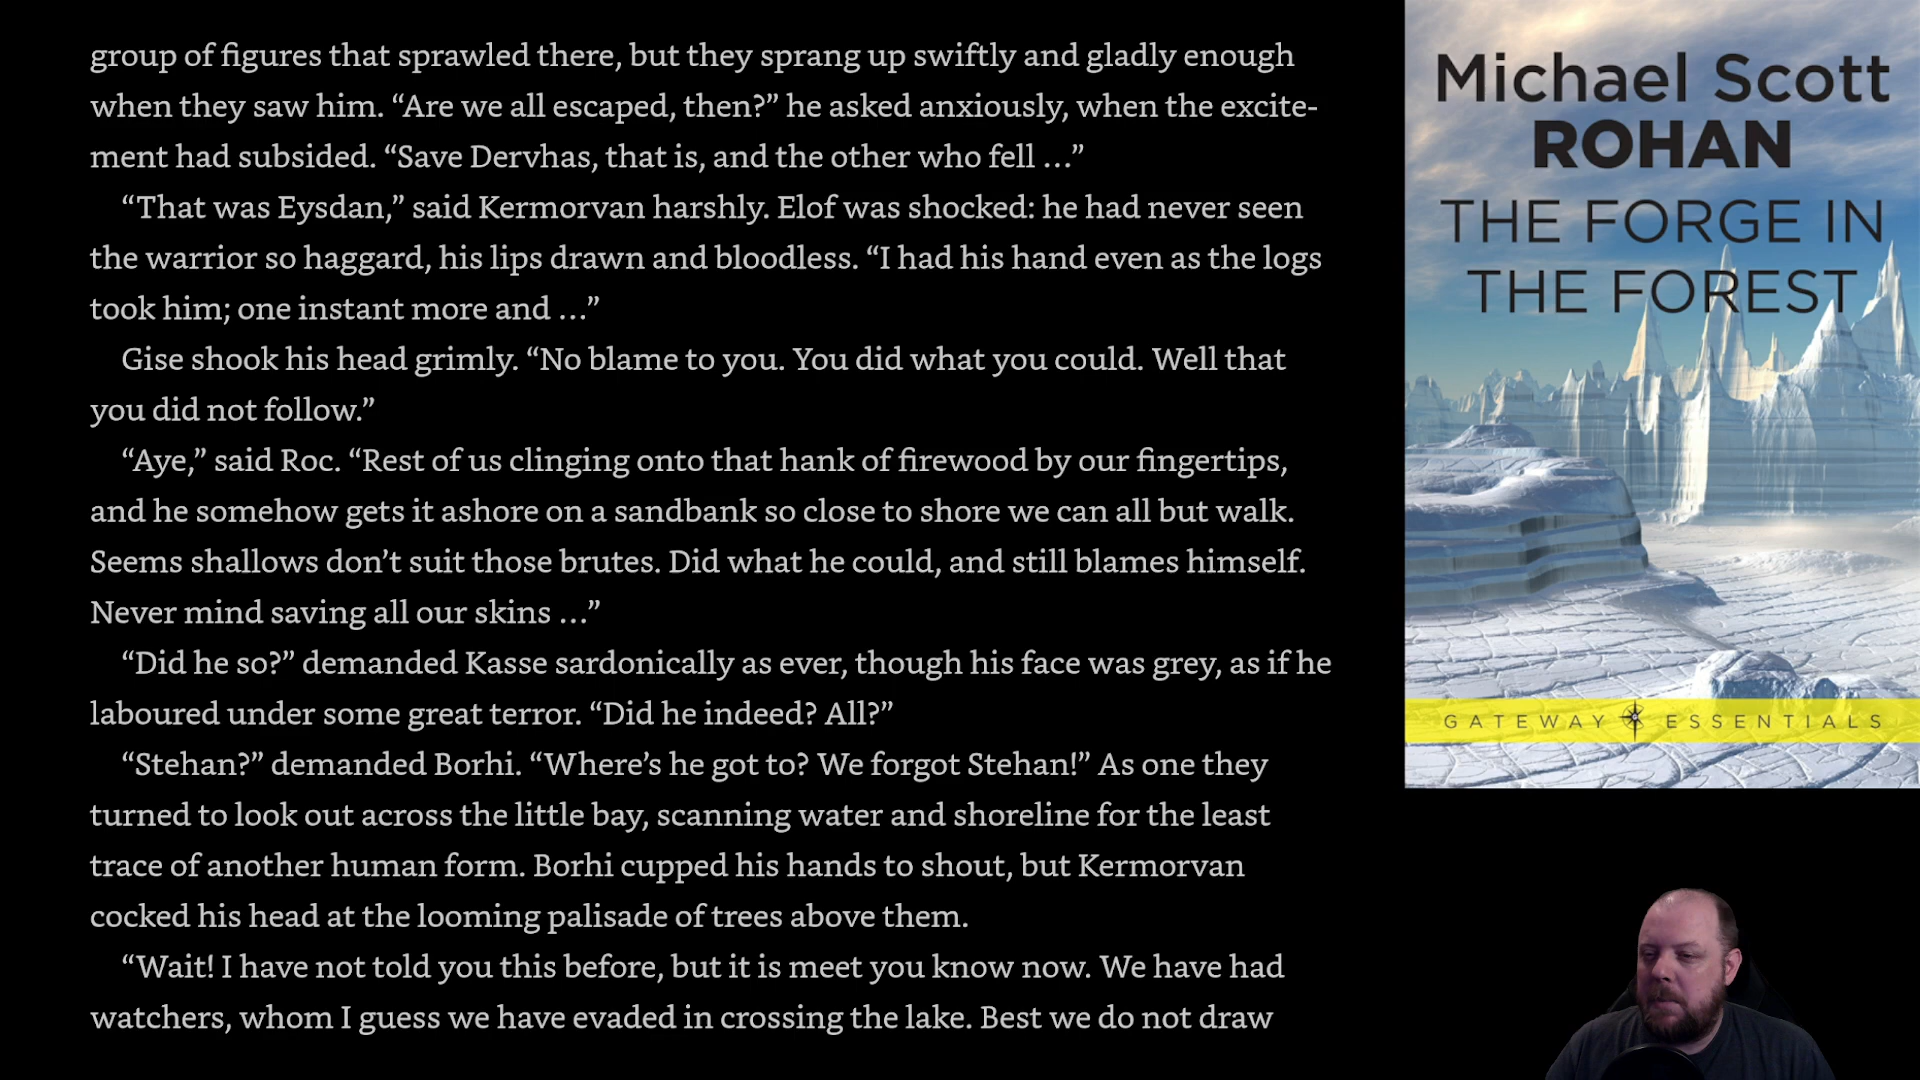 group of figures that sprawled there, but they sprang up swiftly and gladly enough
when they saw him. “Are we all escaped, then?” he asked anxiously, when the excite-
ment had subsided. “Save Dervhas, that is, and the other who fell …”
“That was Eysdan,” said Kermorvan harshly. Elof was shocked: he had never seen
the warrior so haggard, his lips drawn and bloodless. “I had his hand even as the logs
took him; one instant more and …”
Gise shook his head grimly. “No blame to you. You did what you could. Well that
you did not follow.”
“Aye,” said Roc. “Rest of us clinging onto that hank of firewood by our fingertips,
and he somehow gets it ashore on a sandbank so close to shore we can all but walk.
Seems shallows don’t suit those brutes. Did what he could, and still blames himself.
Never mind saving all our skins …”
“Did he so?” demanded Kasse sardonically as ever, though his face was grey, as if he
laboured under some great terror. “Did he indeed? All?”
“Stehan?” demanded Borhi. “Where’s he got to? We forgot Stehan!” As one they
turned to look out across the little bay, scanning water and shoreline for the least
trace of another human form. Borhi cupped his hands to shout, but Kermorvan
cocked his head at the looming palisade of trees above them.
“Wait! I have not told you this before, but it is meet you know now. We have had
watchers, whom I guess we have evaded in crossing the lake. Best we do not draw
Michael Scott
ROHAN
THE FORGE IN
THE FOREST
GATEWAY ESSENTIALS